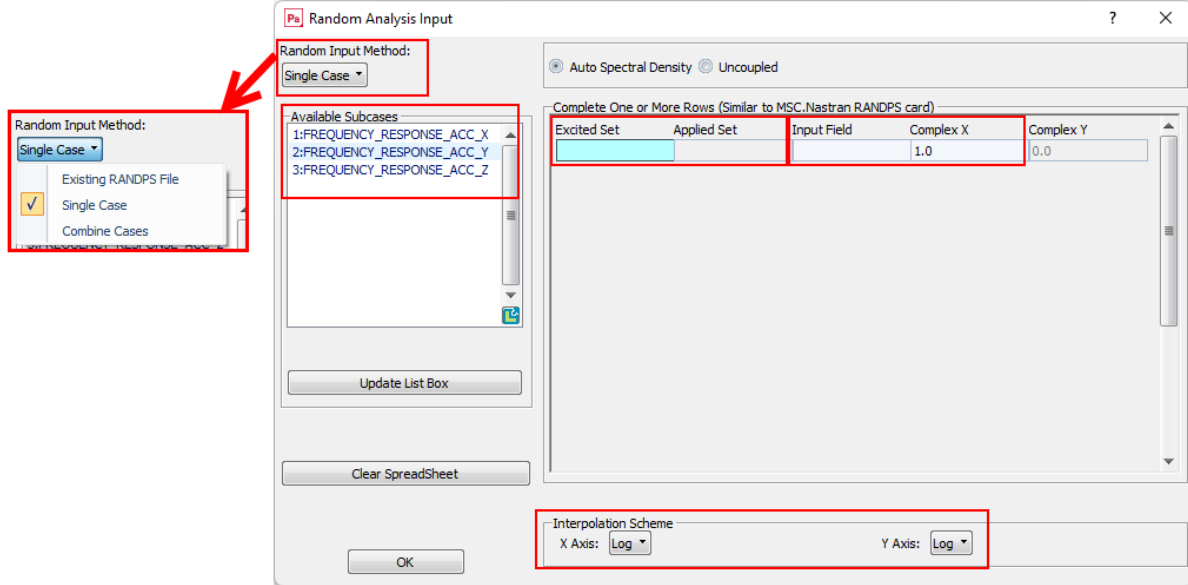 Pa Random Analysis Input ? ×
Random Input Method:
Single Case
Auto Spectral Density Uncoupled
Available Subcases
1:FREQUENCY_RESPONSE_ACC_X
2:FREQUENCY_RESPONSE_ACC_Y
3:FREQUENCY_RESPONSE_ACC_Z
Update List Box
Clear SpreadSheet
OK
Complete One or More Rows (Similar to MSC.Nastran RANDPS card)
Excited Set Applied Set Input Field Complex X Complex Y
1.0 0.0
Interpolation Scheme
X Axis: Log Y Axis: Log
Random Input Method:
Single Case
Existing RANDPS File
Single Case
Combine Cases